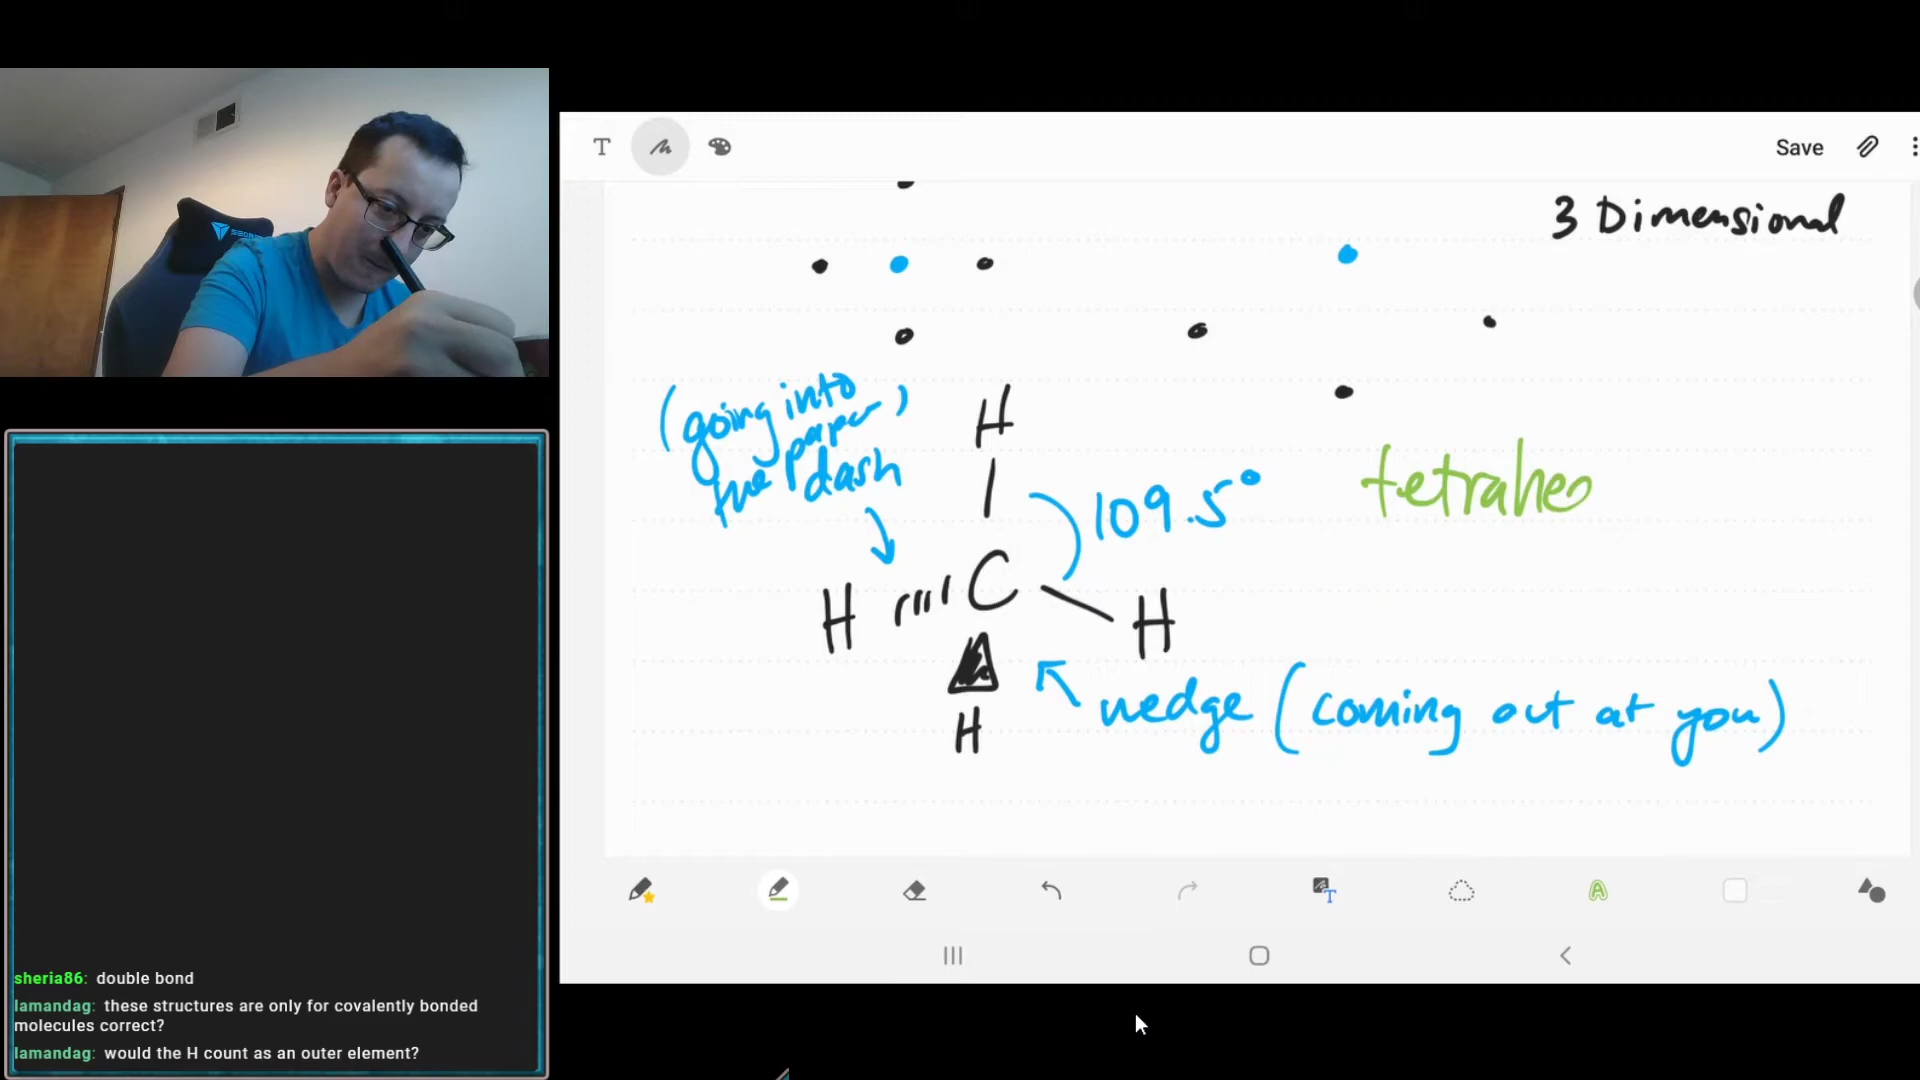 T
Save
3 Dimensional
(going into
the paper)
dash
H
109.5°
tetrahe
H C H
H
wedge (coming out at you)
A
T
sheria86: double bond
lamandag: these structures are only for covalently bonded
molecules correct?
lamandag: would the H count as an outer element?